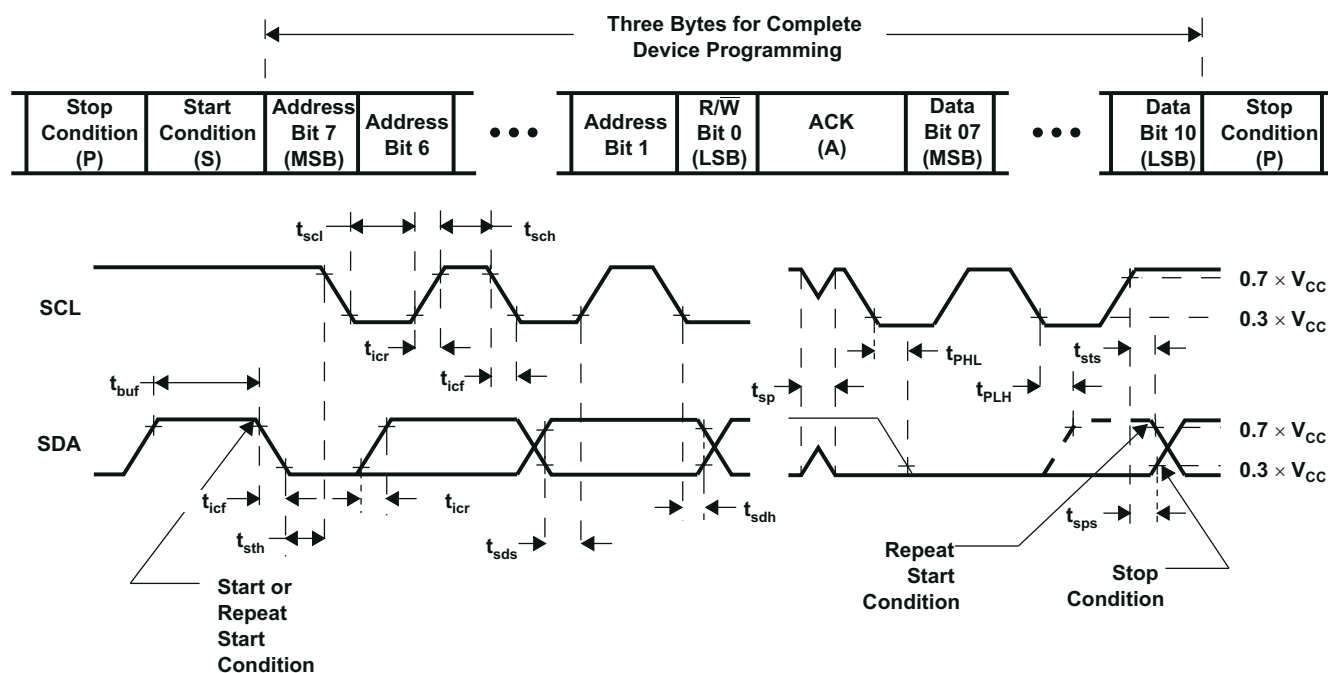 Three Bytes for Complete
Device Programming
Stop
Condition
(P)
Start
Condition
(S)
Address
Bit 7
(MSB)
Address
Bit 6
• • •
Address
Bit 1
R/W̅
Bit 0
(LSB)
ACK
(A)
Data
Bit 07
(MSB)
• • •
Data
Bit 10
(LSB)
Stop
Condition
(P)
tscl
tsch
SCL
0.7 × VCC
0.3 × VCC
ticr
ticf
tbuf
tsp
tPHL
tPLH
tsts
SDA
0.7 × VCC
0.3 × VCC
ticf
ticr
tsth
tsds
tsdh
tsps
Start or
Repeat
Start
Condition
Repeat
Start
Condition
Stop
Condition